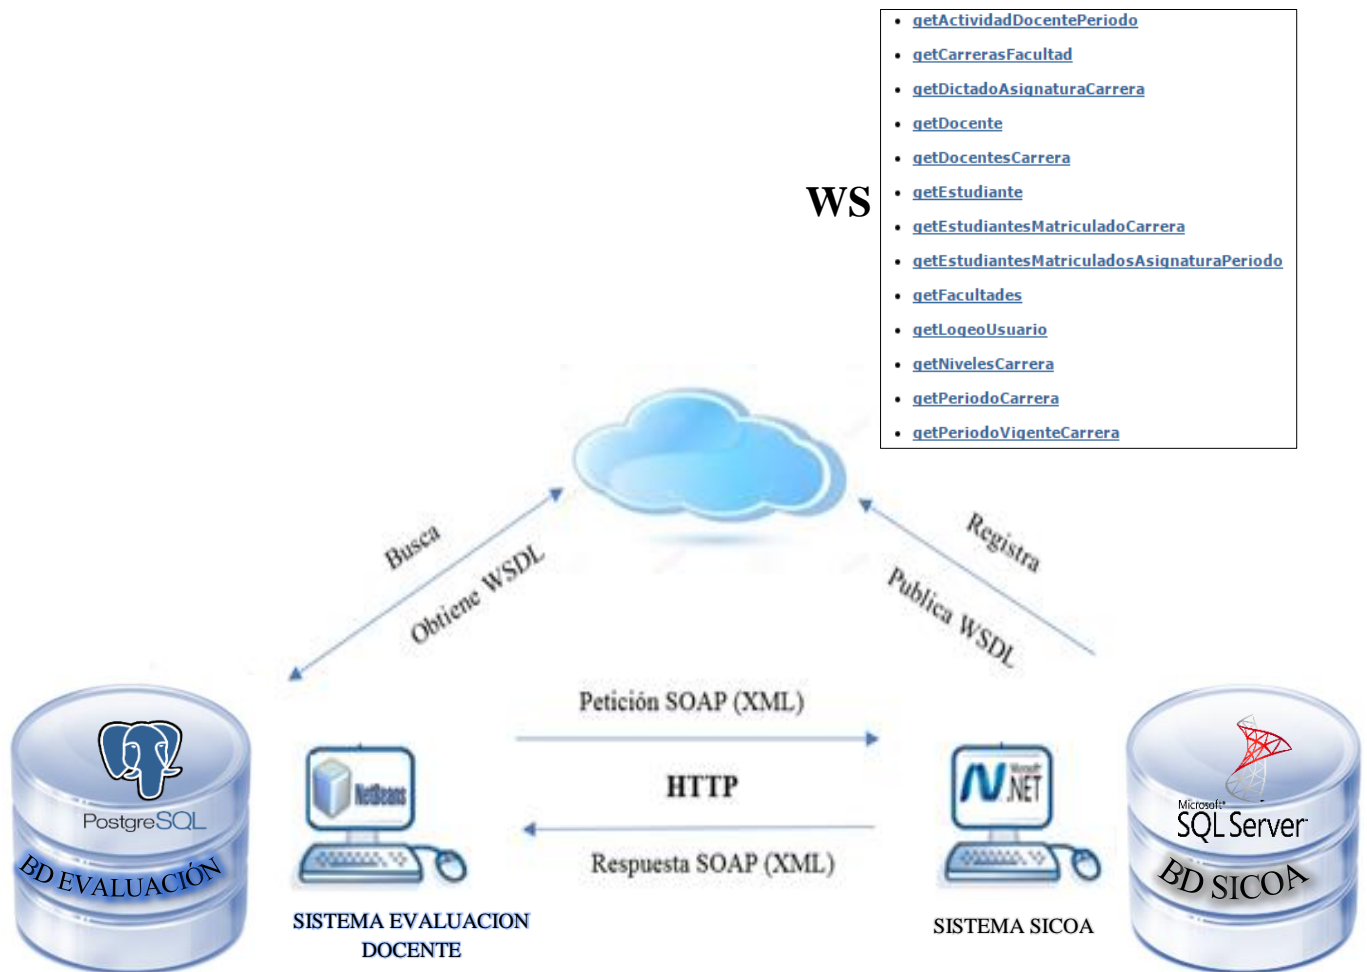 getActividadDocentePeriodo
getCarrerasFacultad
getDictadoAsignaturaCarrera
getDocente
getDocentesCarrera
WS
getEstudiante
getEstudiantesMatriculadoCarrera
getEstudiantesMatriculadosAsignaturaPeriodo
getFacultades
getLogeoUsuario
getNivelesCarrera
getPeriodoCarrera
getPeriodoVigenteCarrera
Busca
Obtiene WSDL
Registra
Publica WSDL
Petición SOAP (XML)
HTTP
Respuesta SOAP (XML)
PostgreSQL
BD EVALUACIÓN
NetBeans
SISTEMA EVALUACION
DOCENTE
Microsoft
.NET
SISTEMA SICOA
Microsoft®
SQL Server
BD SICOA